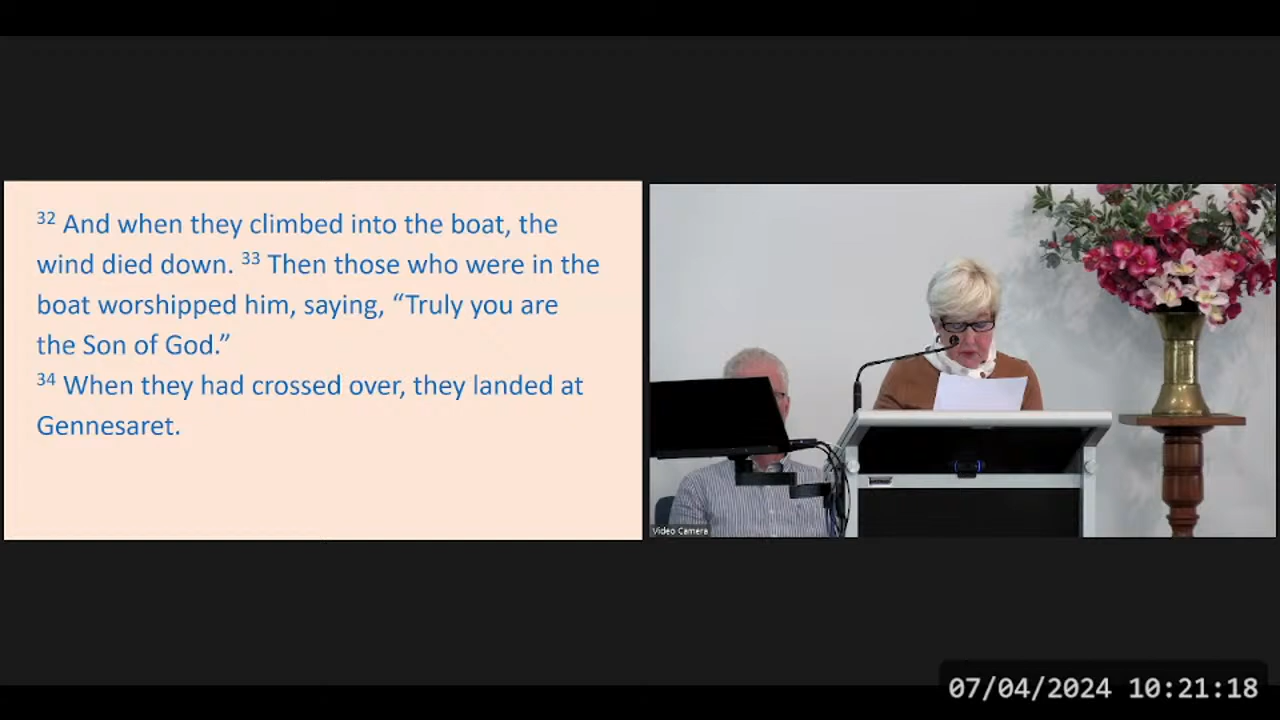 32 And when they climbed into the boat, the
wind died down. 33 Then those who were in the
boat worshipped him, saying, “Truly you are
the Son of God.”
34 When they had crossed over, they landed at
Gennesaret.
Video Camera
07/04/2024 10:21:18